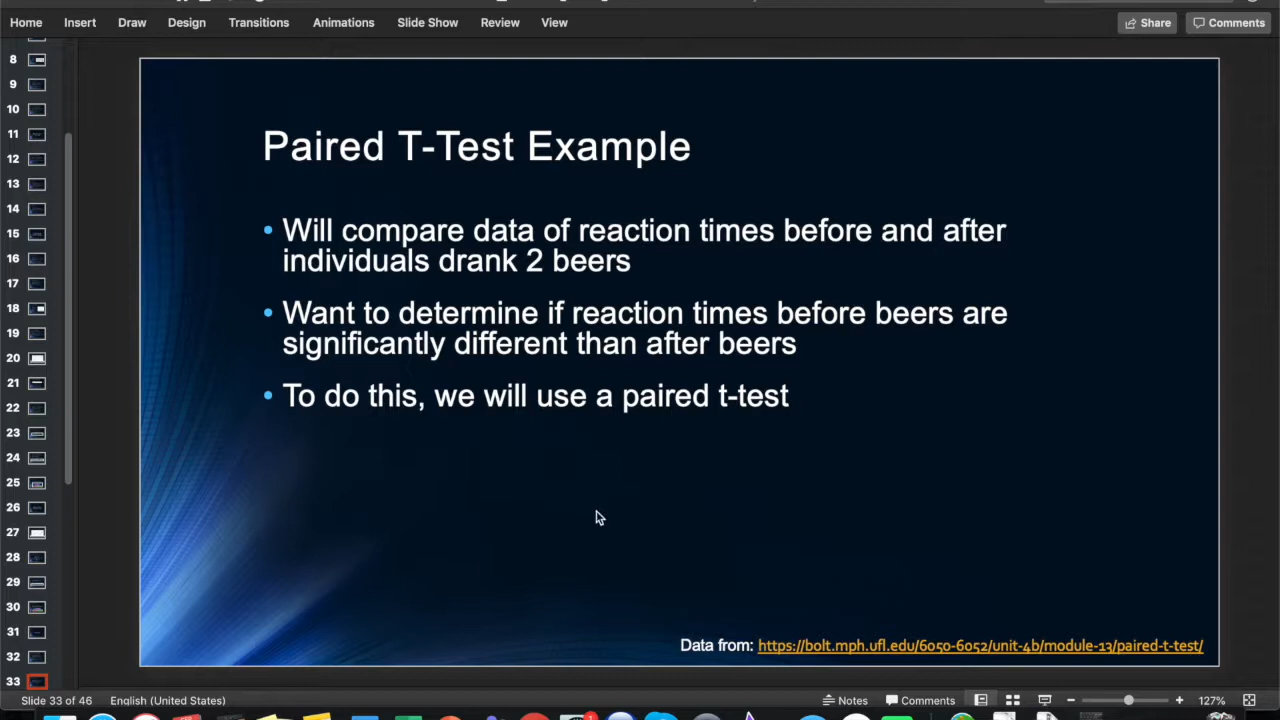 Home Insert Draw Design Transitions Animations Slide Show Review View Share Comments
8
9
10
11
12
13
14
15
16
17
18
19
20
21
22
23
24
25
26
27
28
29
30
31
32
33
Paired T-Test Example
• Will compare data of reaction times before and after
individuals drank 2 beers
• Want to determine if reaction times before beers are
significantly different than after beers
• To do this, we will use a paired t-test
Data from: https://bolt.mph.ufl.edu/6050-6052/unit-4b/module-13/paired-t-test/
Slide 33 of 46 English (United States) Notes Comments 127%